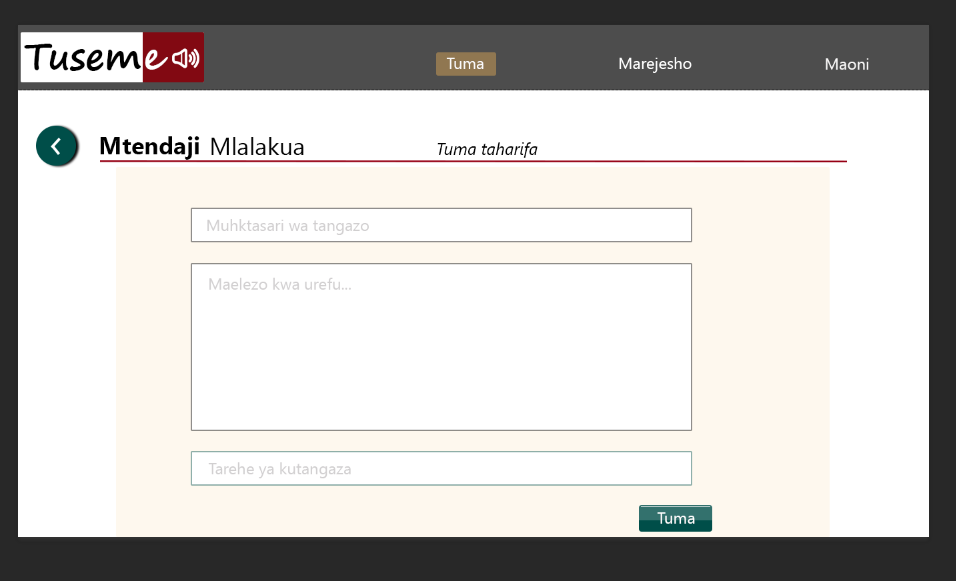 Tuseme
Tuma Marejesho Maoni
Mtendaji Mlalakua Tuma taharifa
Muhktasari wa tangazo
Maelezo kwa urefu...
Tarehe ya kutangaza
Tuma